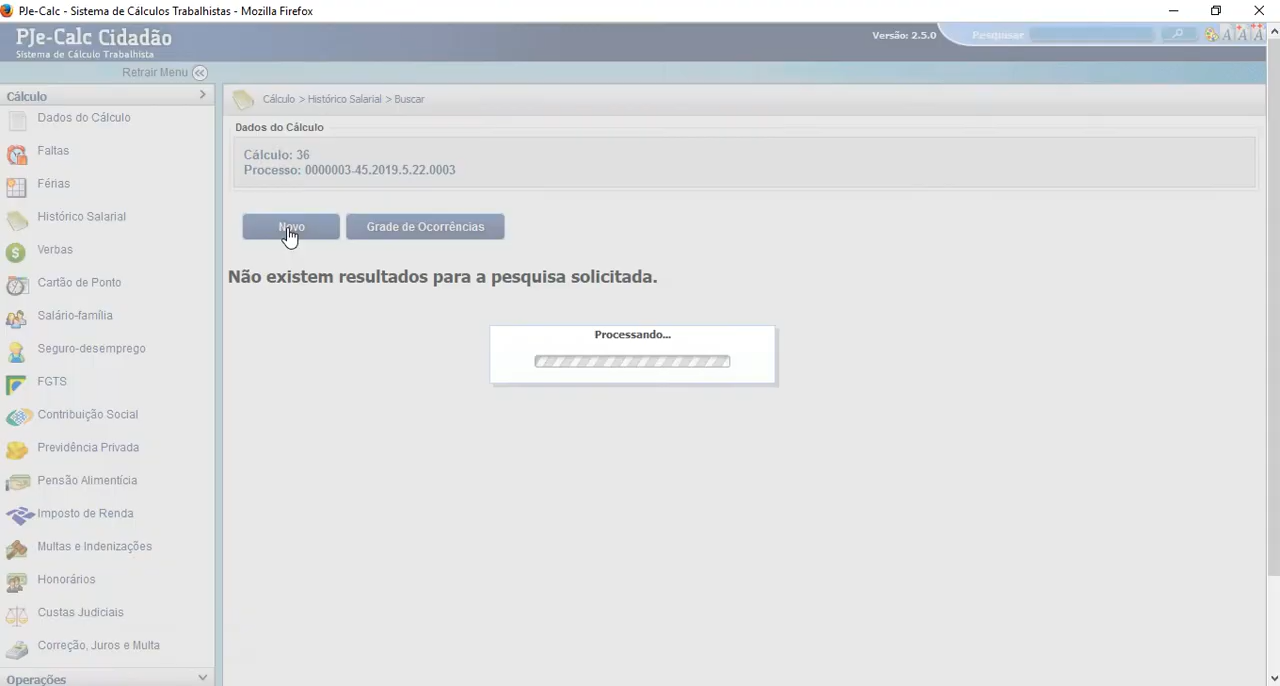 PJe-Calc - Sistema de Cálculos Trabalhistas - Mozilla Firefox
PJe-Calc Cidadão
Sistema de Cálculo Trabalhista
Versão: 2.5.0
Pesquisar
A A A
Retrair Menu
Cálculo
Dados do Cálculo
Faltas
Férias
Histórico Salarial
Verbas
Cartão de Ponto
Salário-família
Seguro-desemprego
FGTS
Contribuição Social
Previdência Privada
Pensão Alimentícia
Imposto de Renda
Multas e Indenizações
Honorários
Custas Judiciais
Correção, Juros e Multa
Operações
Cálculo > Histórico Salarial > Buscar
Dados do Cálculo
Cálculo: 36
Processo: 0000003-45.2019.5.22.0003
Novo
Grade de Ocorrências
Não existem resultados para a pesquisa solicitada.
Processando...